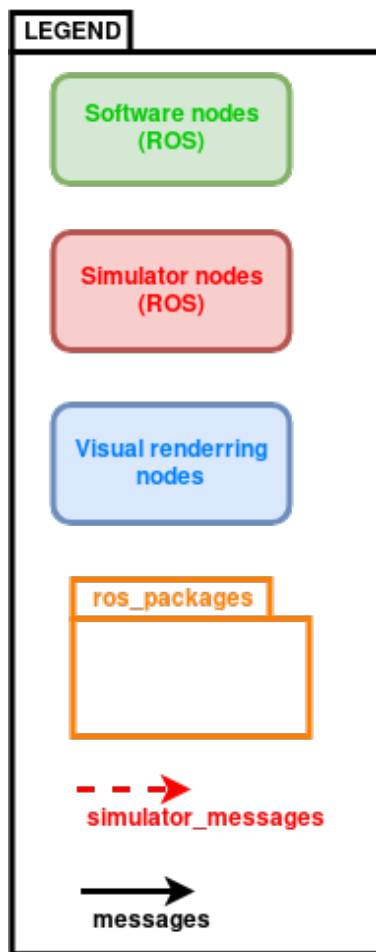 LEGEND
Software nodes
(ROS)
Simulator nodes
(ROS)
Visual renderring
nodes
ros_packages
simulator_messages
messages